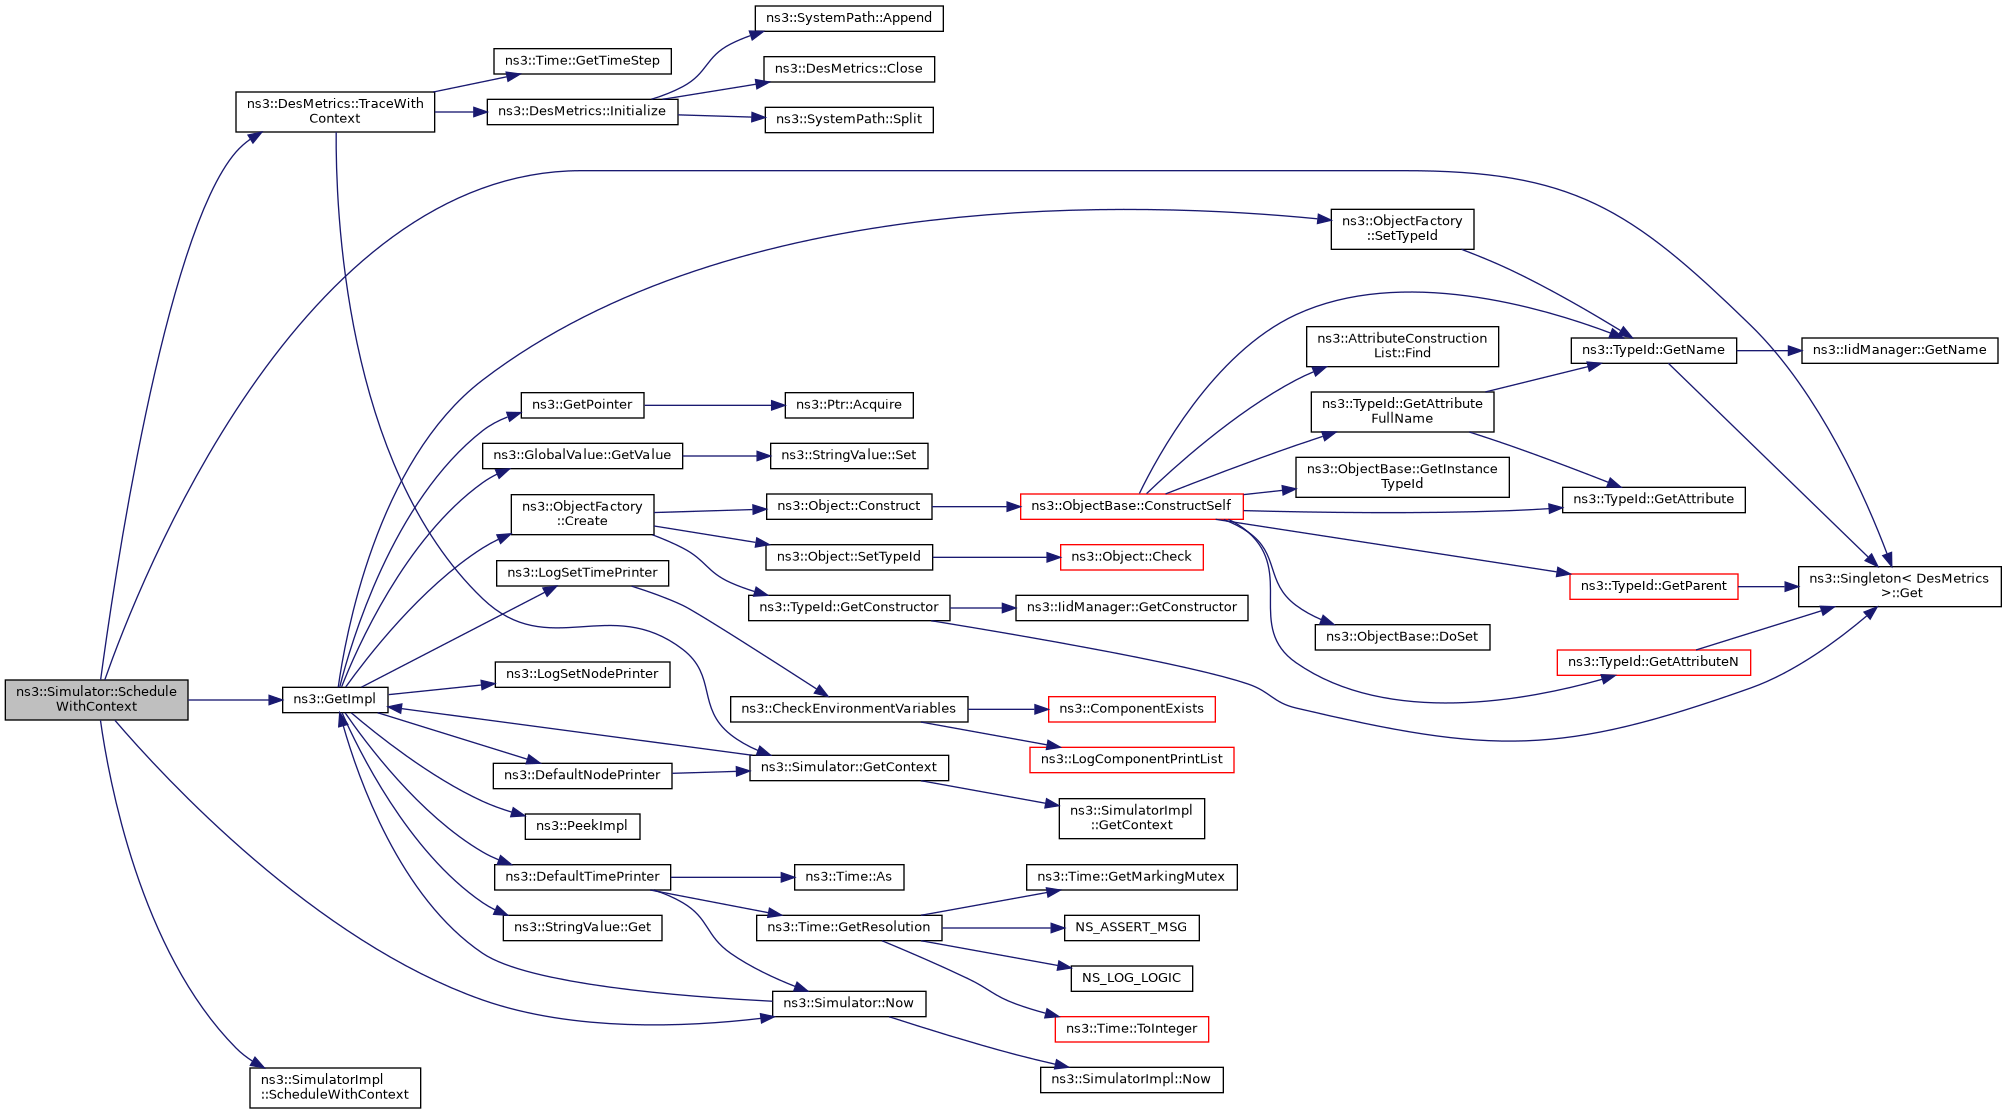 ns3::SystemPath::Append
ns3::Time::GetTimeStep
ns3::DesMetrics::Close
ns3::DesMetrics::TraceWith
Context
ns3::DesMetrics::Initialize
ns3::SystemPath::Split
ns3::ObjectFactory
::SetTypeId
ns3::AttributeConstruction
List::Find
ns3::TypeId::GetName
ns3::IidManager::GetName
ns3::GetPointer
ns3::Ptr::Acquire
ns3::TypeId::GetAttribute
FullName
ns3::GlobalValue::GetValue
ns3::StringValue::Set
ns3::ObjectBase::GetInstance
TypeId
ns3::TypeId::GetAttribute
ns3::ObjectFactory
::Create
ns3::Object::Construct
ns3::ObjectBase::ConstructSelf
ns3::Object::SetTypeId
ns3::Object::Check
ns3::LogSetTimePrinter
ns3::TypeId::GetParent
ns3::Singleton< DesMetrics
>::Get
ns3::TypeId::GetConstructor
ns3::IidManager::GetConstructor
ns3::ObjectBase::DoSet
ns3::TypeId::GetAttributeN
ns3::LogSetNodePrinter
ns3::Simulator::Schedule
WithContext
ns3::GetImpl
ns3::CheckEnvironmentVariables
ns3::ComponentExists
ns3::LogComponentPrintList
ns3::DefaultNodePrinter
ns3::Simulator::GetContext
ns3::SimulatorImpl
::GetContext
ns3::PeekImpl
ns3::DefaultTimePrinter
ns3::Time::As
ns3::Time::GetMarkingMutex
ns3::StringValue::Get
ns3::Time::GetResolution
NS_ASSERT_MSG
NS_LOG_LOGIC
ns3::Simulator::Now
ns3::Time::ToInteger
ns3::SimulatorImpl
::ScheduleWithContext
ns3::SimulatorImpl::Now